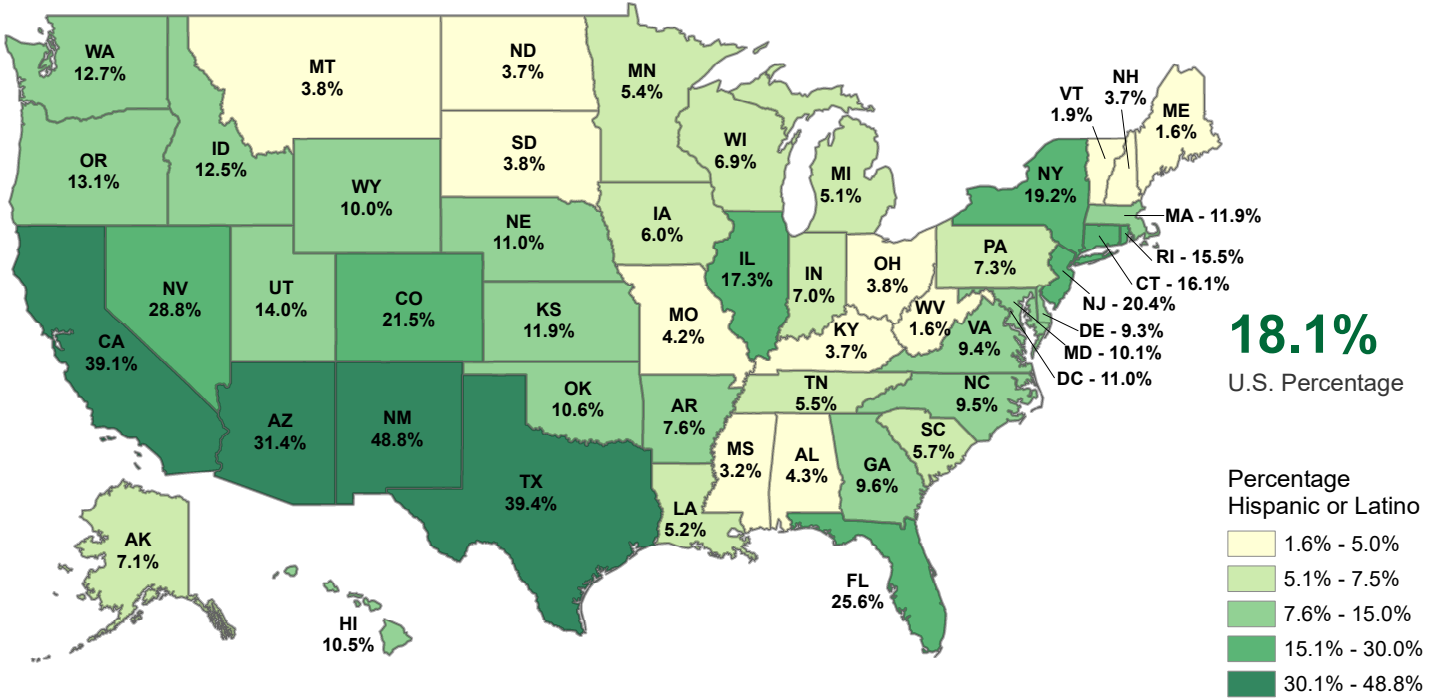 WA
12.7%
MT
3.8%
ND
3.7%
MN
5.4%
VT
1.9%
NH
3.7%
ME
1.6%
OR
13.1%
ID
12.5%
WY
10.0%
SD
3.8%
WI
6.9%
MI
5.1%
NY
19.2%
MA - 11.9%
RI - 15.5%
CT - 16.1%
NJ - 20.4%
DE - 9.3%
MD - 10.1%
DC - 11.0%
NE
11.0%
IA
6.0%
PA
7.3%
NV
28.8%
UT
14.0%
CO
21.5%
KS
11.9%
MO
4.2%
IL
17.3%
IN
7.0%
OH
3.8%
WV
1.6%
VA
9.4%
KY
3.7%
CA
39.1%
AZ
31.4%
NM
48.8%
OK
10.6%
AR
7.6%
TN
5.5%
NC
9.5%
SC
5.7%
TX
39.4%
LA
5.2%
MS
3.2%
AL
4.3%
GA
9.6%
FL
25.6%
AK
7.1%
HI
10.5%
18.1%
U.S. Percentage
Percentage
Hispanic or Latino
1.6% - 5.0%
5.1% - 7.5%
7.6% - 15.0%
15.1% - 30.0%
30.1% - 48.8%